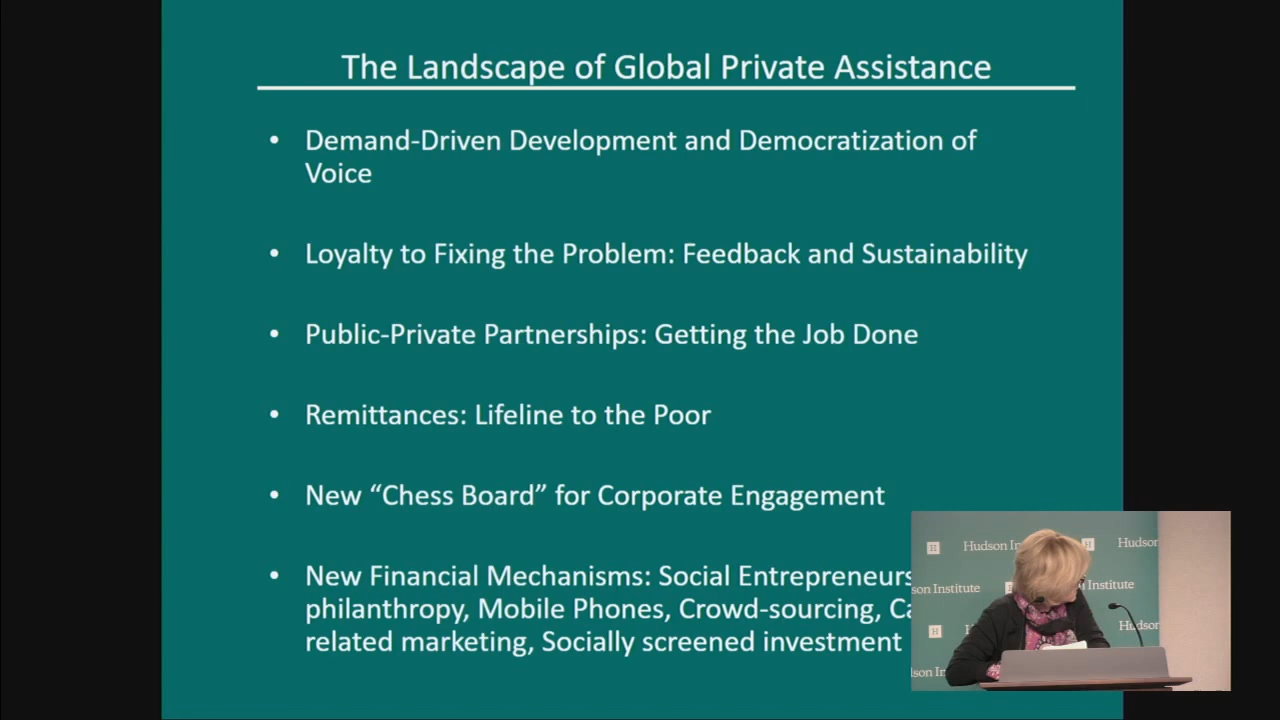 The Landscape of Global Private Assistance
• Demand-Driven Development and Democratization of
Voice
• Loyalty to Fixing the Problem: Feedback and Sustainability
• Public-Private Partnerships: Getting the Job Done
• Remittances: Lifeline to the Poor
• New “Chess Board” for Corporate Engagement
• New Financial Mechanisms: Social Entrepreneurs
philanthropy, Mobile Phones, Crowd-sourcing,
related marketing, Socially screened investment
H Hudson In H Hudson
son Institute Institute
H Hudso
son In